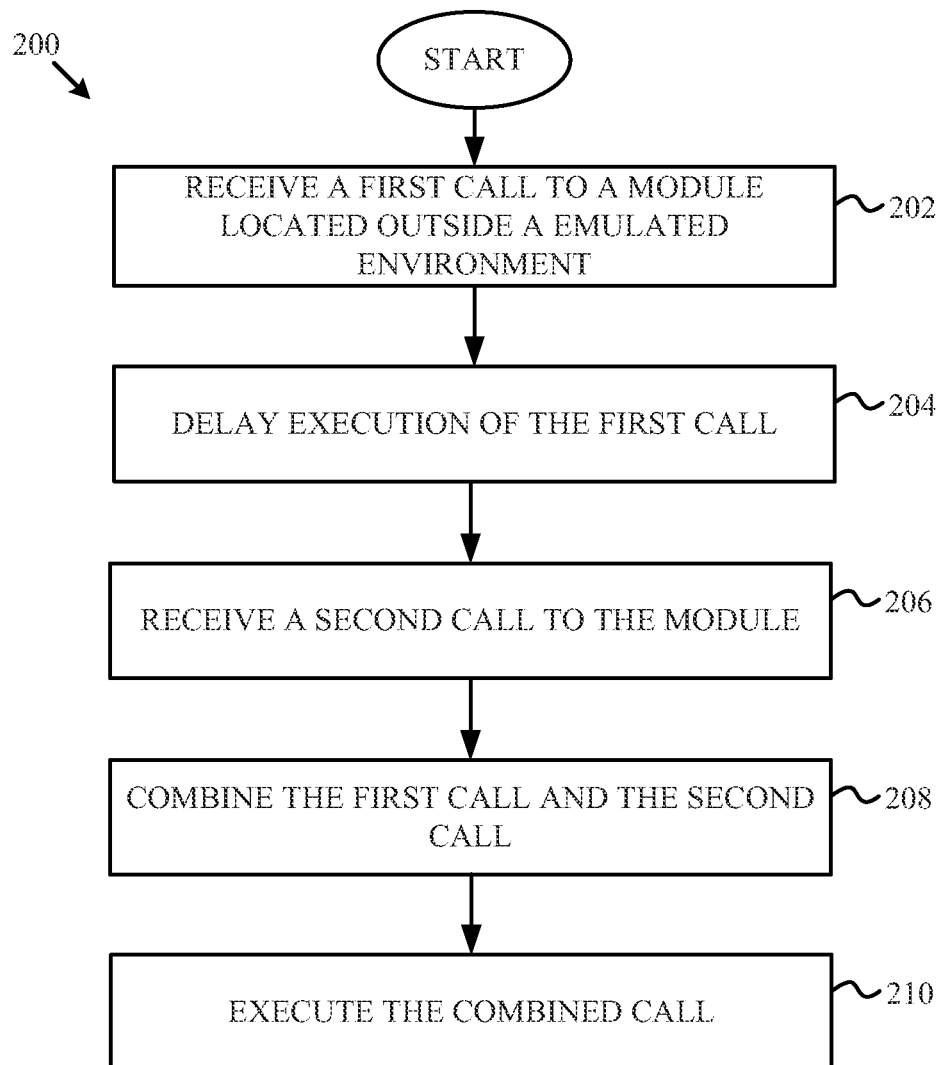 200
START
RECEIVE A FIRST CALL TO A MODULE
LOCATED OUTSIDE A EMULATED
ENVIRONMENT
202
DELAY EXECUTION OF THE FIRST CALL
204
RECEIVE A SECOND CALL TO THE MODULE
206
COMBINE THE FIRST CALL AND THE SECOND
CALL
208
EXECUTE THE COMBINED CALL
210